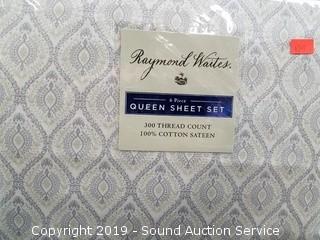 Raymond Waites.
6 Piece
QUEEN SHEET SET
300 THREAD COUNT
100% COTTON SATEEN
Copyright 2019 - Sound Auction Service